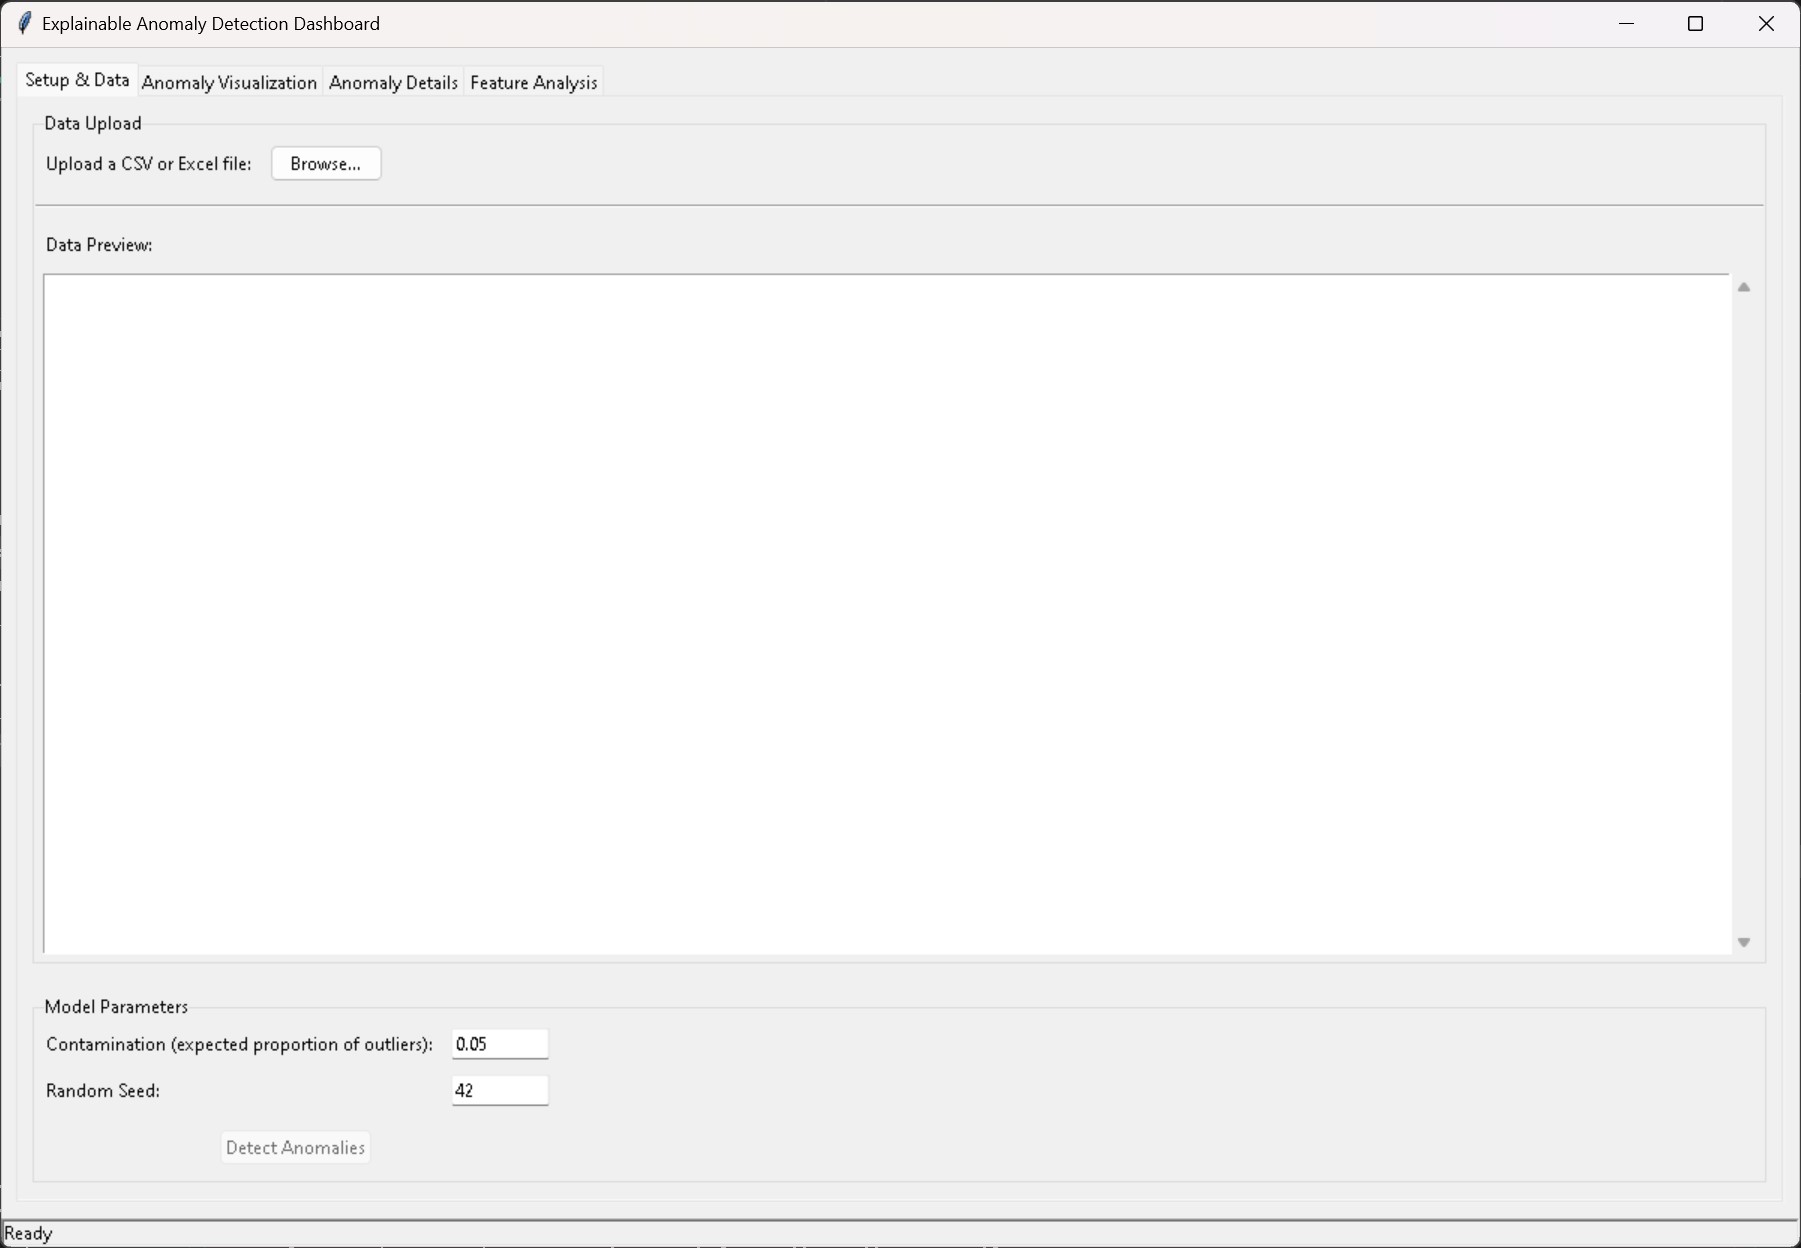 Explainable Anomaly Detection Dashboard
Setup & Data Anomaly Visualization Anomaly Details Feature Analysis
Data Upload
Upload a CSV or Excel file: Browse...
Data Preview:
Model Parameters
Contamination (expected proportion of outliers): 0.05
Random Seed: 42
Detect Anomalies
Ready